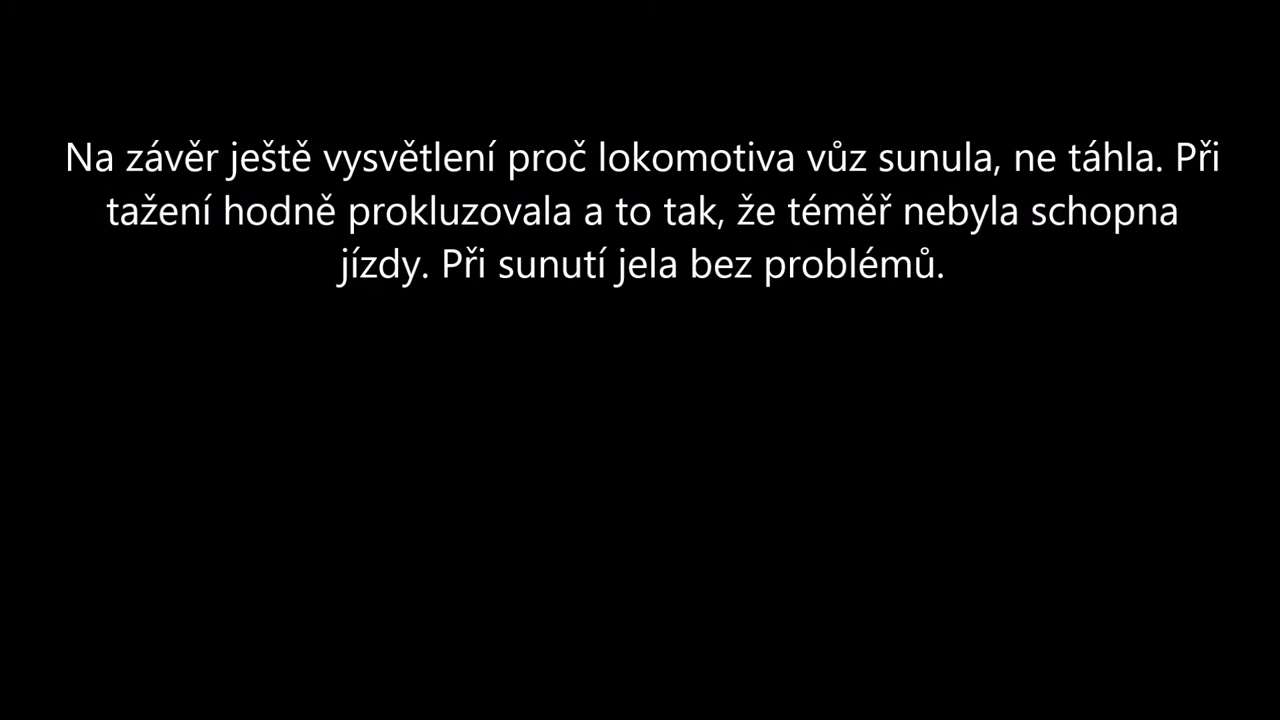 Na závěr ještě vysvětlení proč lokomotiva vůz sunula, ne táhla. Při
tažení hodně prokluzovala a to tak, že téměř nebyla schopna
jízdy. Při sunutí jela bez problémů.